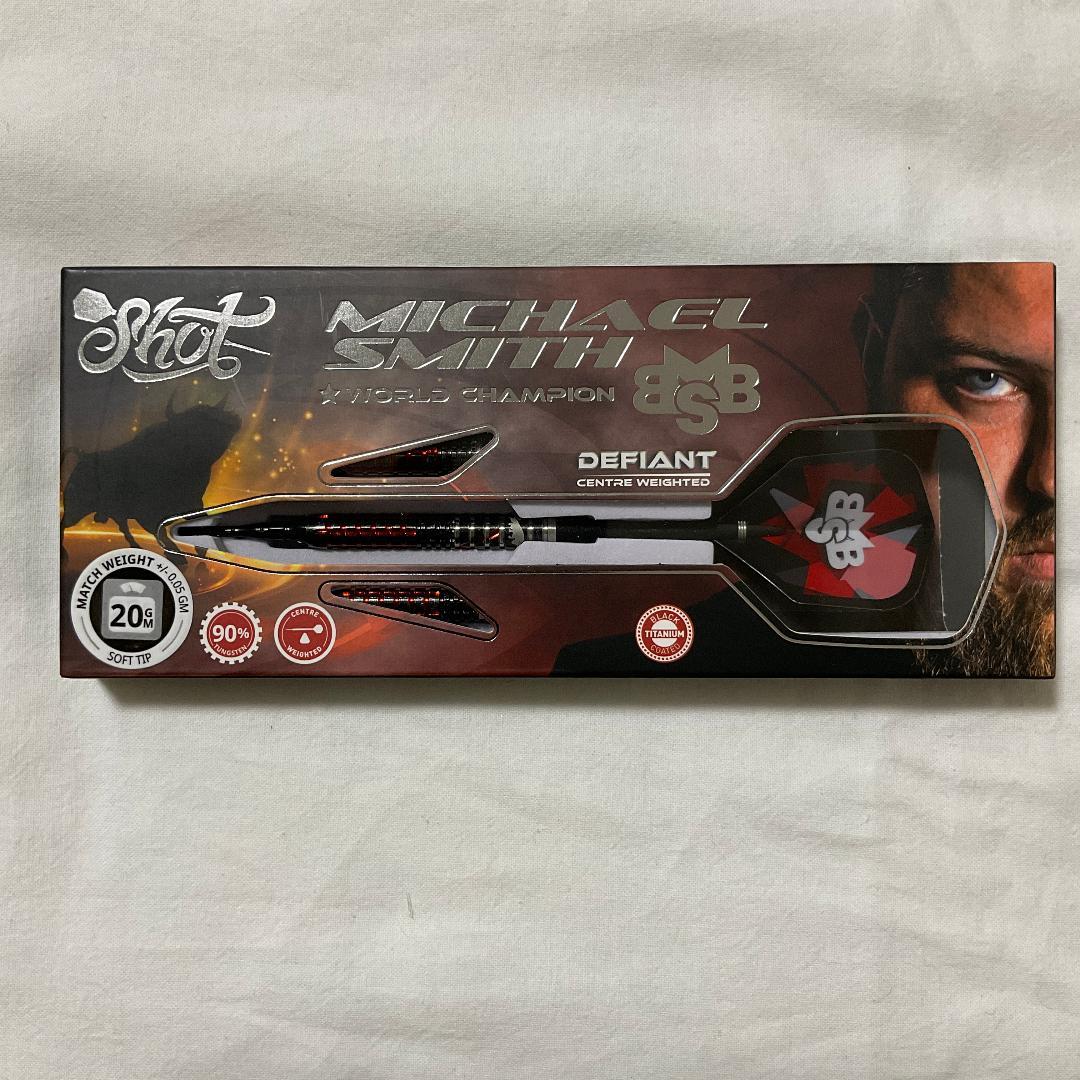 Shot
MICHAEL
SMITH
WORLD CHAMPION
BMSB
DEFIANT
CENTRE WEIGHTED
BSB
MATCH WEIGHT +/-0.05 GM
20GM
SOFT TIP
90%
TUNGSTEN
CENTRE
WEIGHTED
BLACK
TITANIUM
COATED